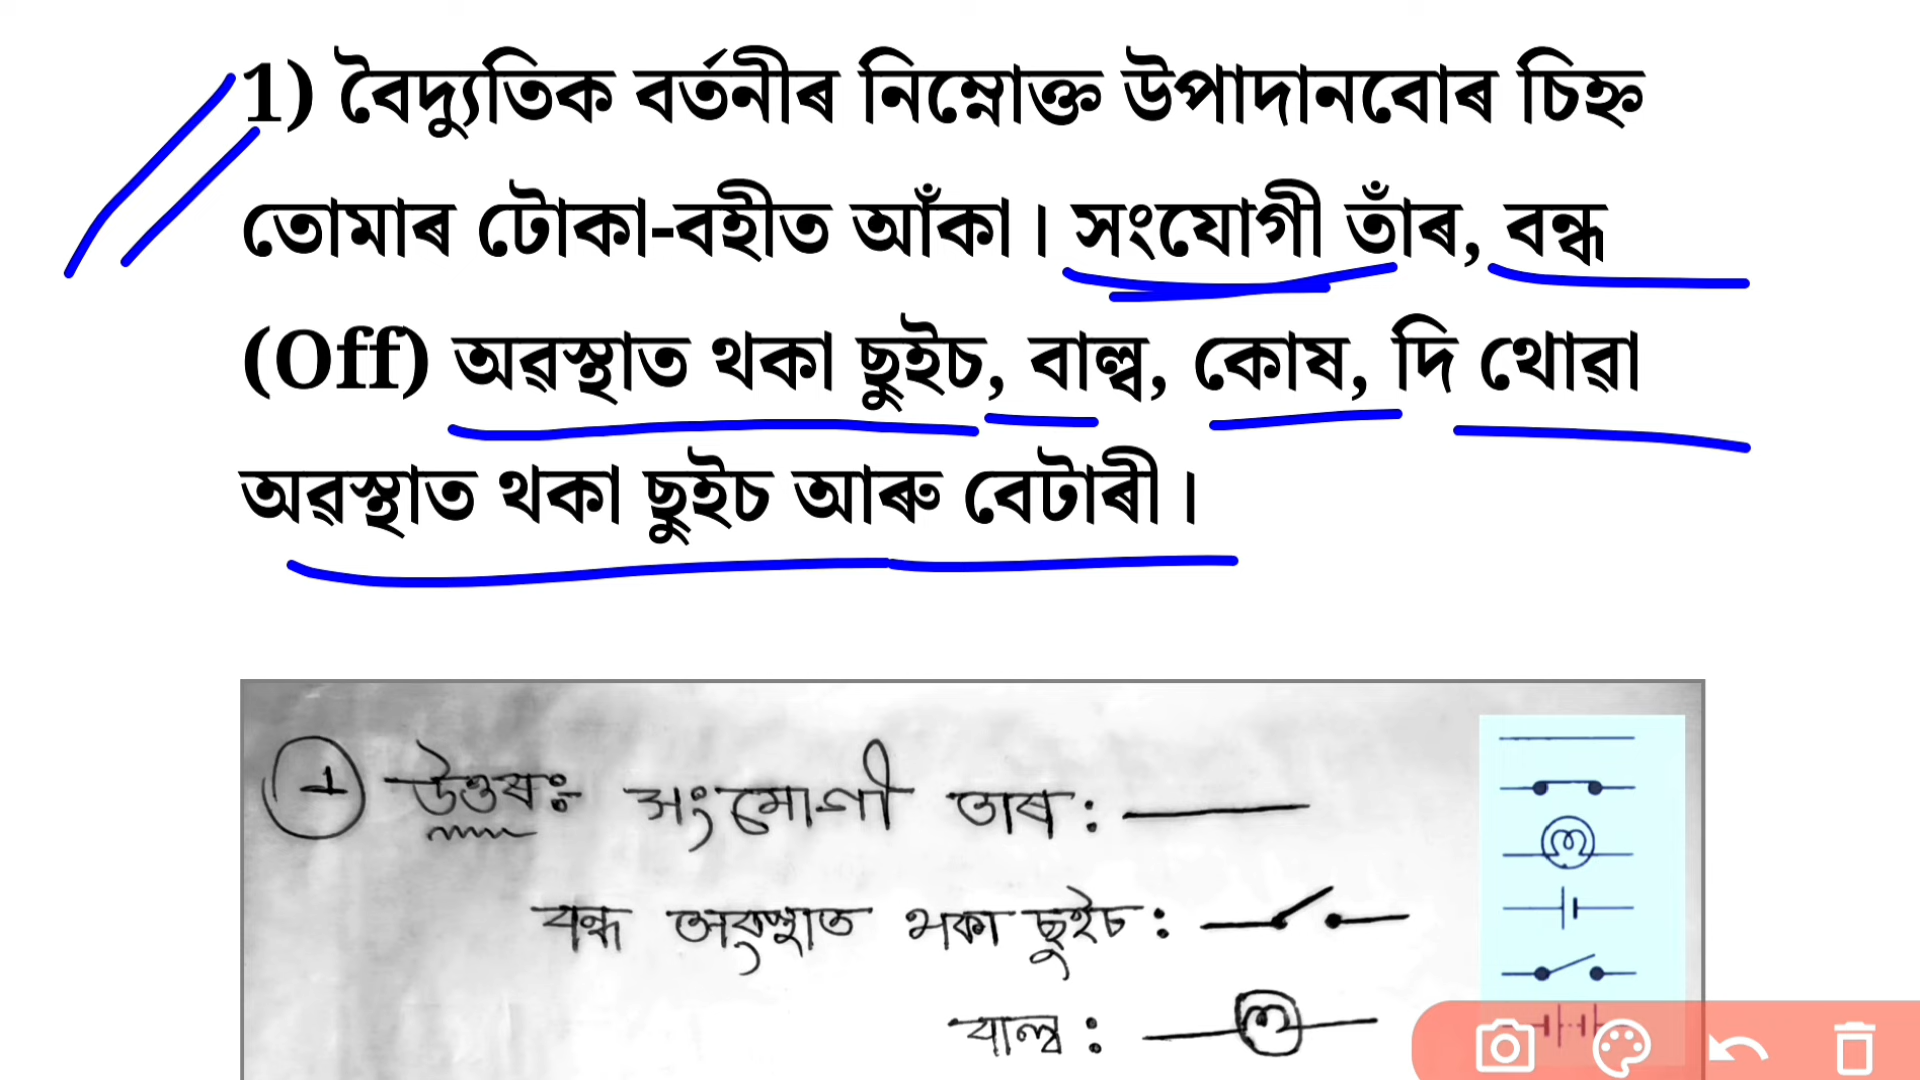 1) বৈদ্যুতিক বৰ্তনীৰ নিম্নোক্ত উপাদানবোৰ চিহ্ন
তোমাৰ টোকা-বহীত আঁকা। সংযোগী তাঁৰ, বন্ধ
(Off) অৱস্থাত থকা ছুইচ, বাল্ব, কোষ, দি থোৱা
অৱস্থাত থকা ছুইচ আৰু বেটাৰী।
1 উত্তৰঃ সংযোগী তাৰ :
বন্ধ অৱস্থাত থকা ছুইচ :
বাল্ব :